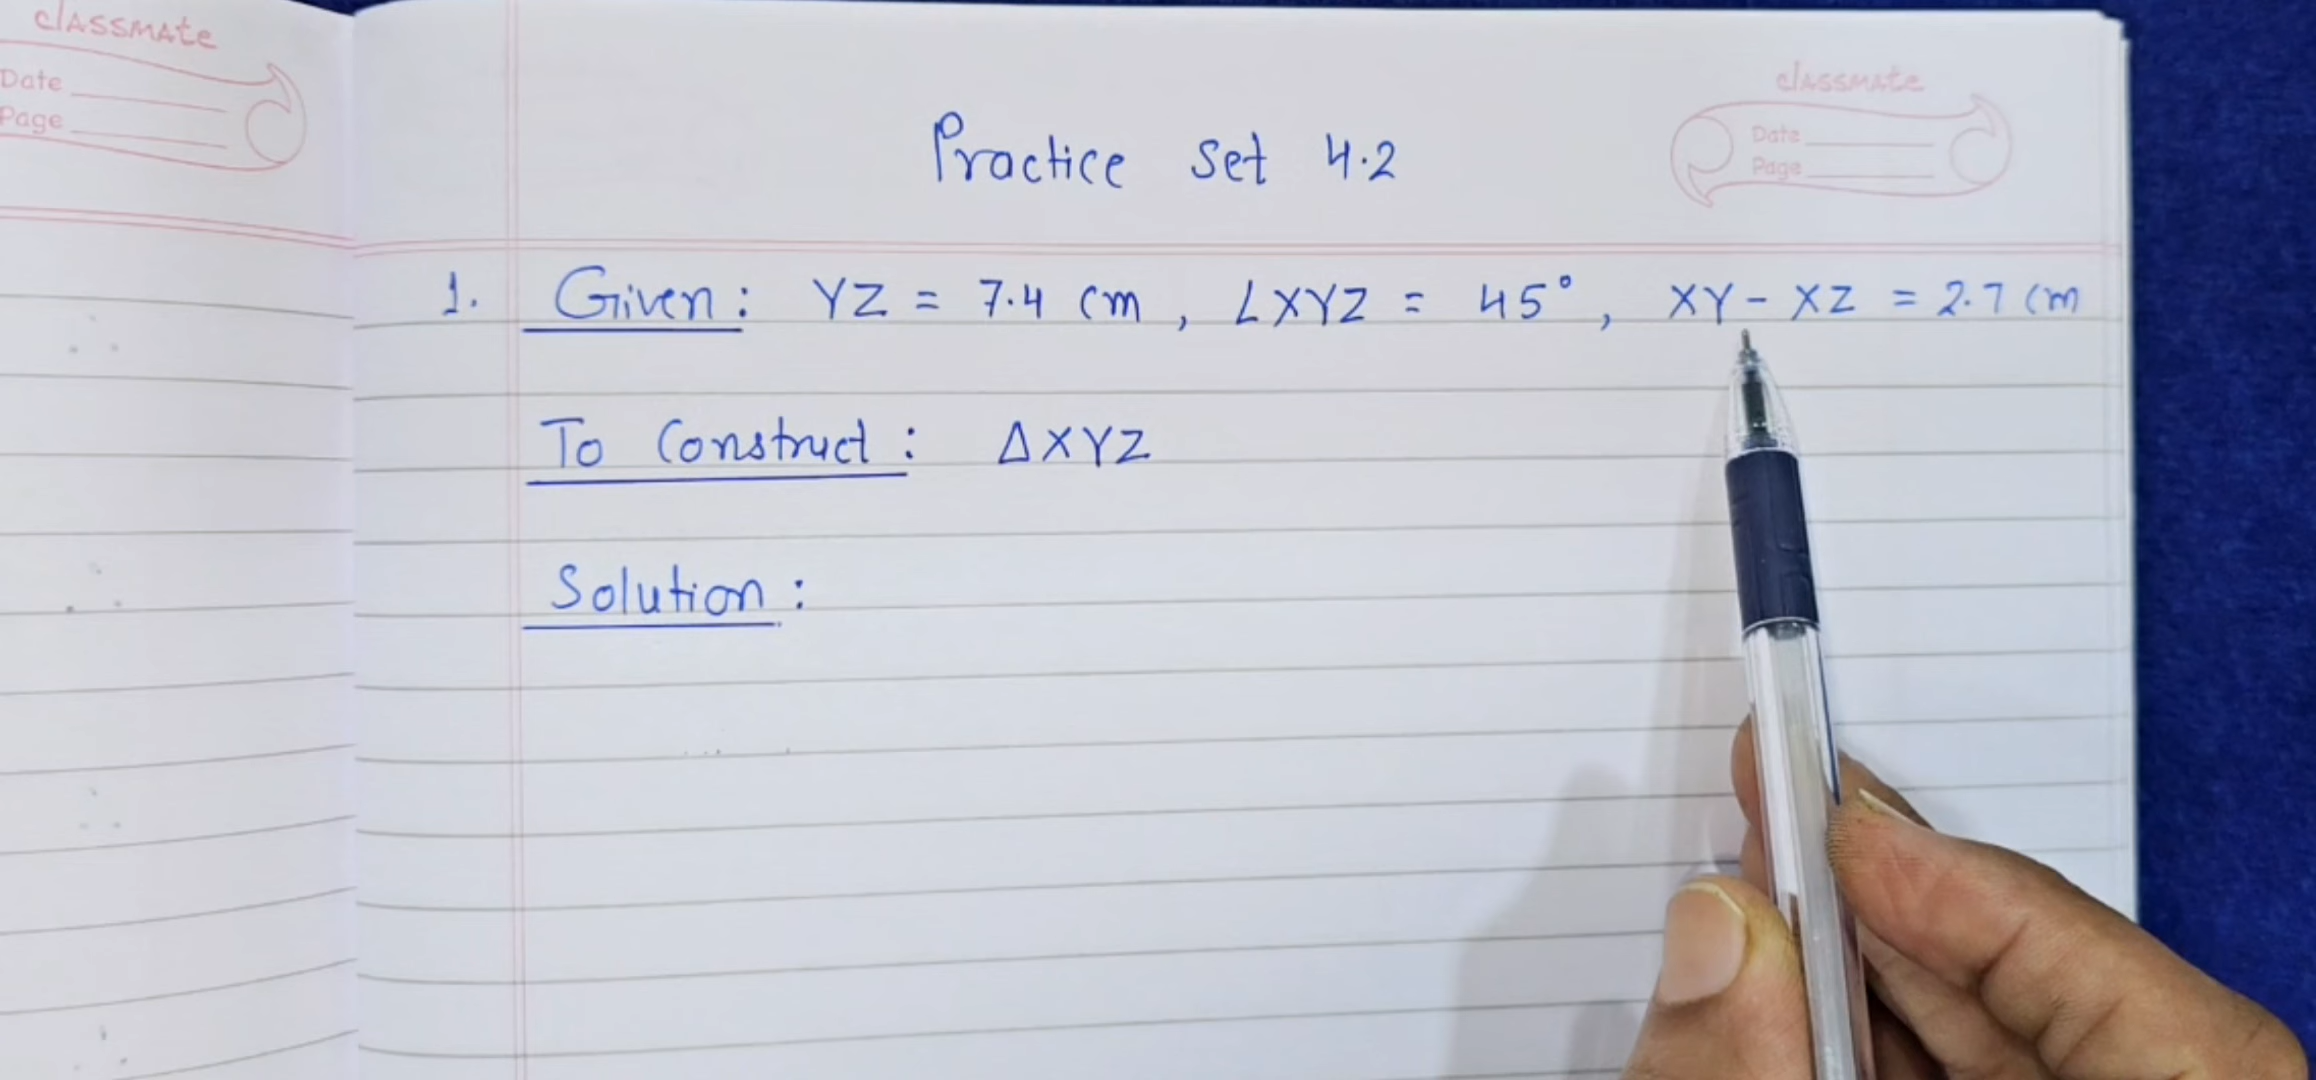 classmate
Date
Page
classmate
Date
Page
Practice set 4.2
1. Given: YZ = 7.4 cm, ∠XYZ = 45°, XY - XZ = 2.7 cm
To Construct: ΔXYZ
Solution: